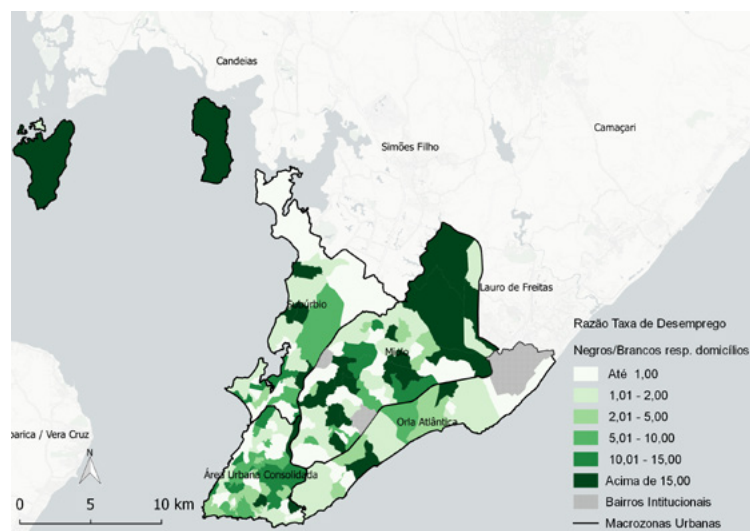 Candeias
Camaçari
Simões Filho
Lauro de Freitas
Subúrbio
Miolo
Orla Atlântica
Área Urbana Consolidada
aparica / Vera Cruz
N
0 5 10 km
Razão Taxa de Desemprego
Negros/Brancos resp. domicílios
Até 1,00
1,01 - 2,00
2,01 - 5,00
5,01 - 10,00
10,01 - 15,00
Acima de 15,00
Bairros Intitucionais
Macrozonas Urbanas